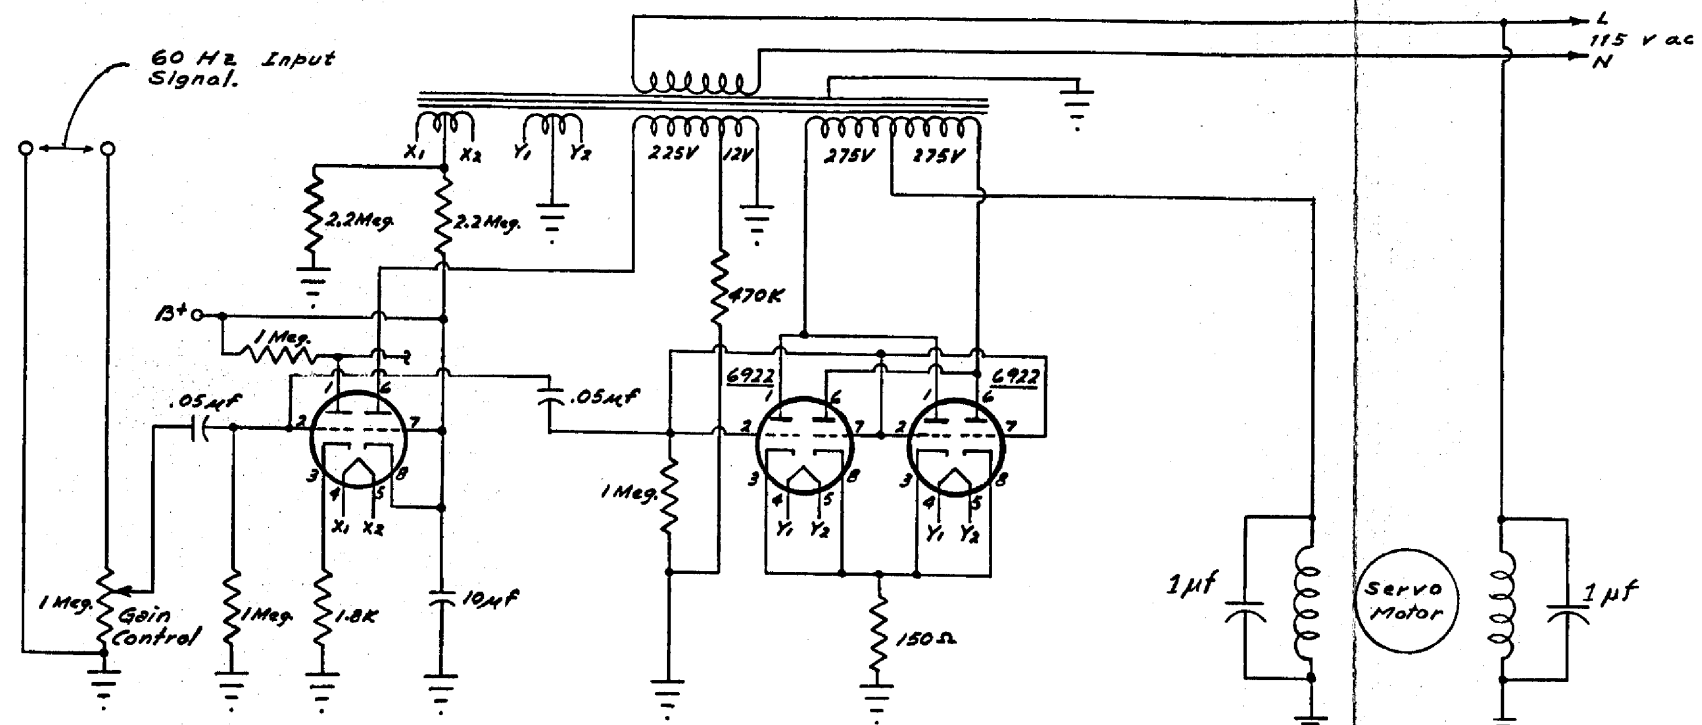 60 Hz Input
Signal.
L
115 v ac
N
X1
X2
Y1
Y2
225V
12V
275V
275V
2.2Meg.
2.2Meg.
470K
B+
1 Meg.
6922
6922
1
6
1
6
1
6
.05μf
.05μf
2
7
2
7
2
7
3
8
3
8
3
8
4
5
4
5
4
5
X1
X2
Y1
Y2
Y1
Y2
1 Meg.
1 Meg.
Gain
Control
1 Meg.
1.8K
10μf
150Ω
1μf
Servo
Motor
1μf